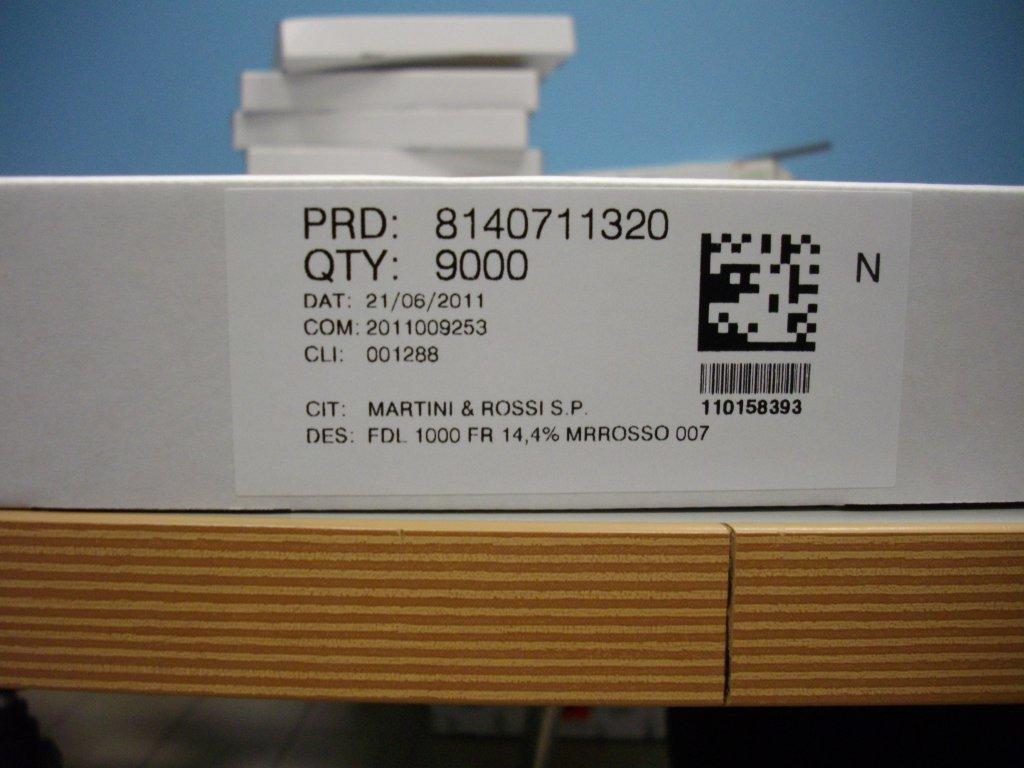 PRD: 8140711320
QTY: 9000
N
DAT: 21/06/2011
COM: 2011009253
CLI: 001288
110158393
CIT: MARTINI & ROSSI S.P.
DES: FDL 1000 FR 14,4% MRROSSO 007